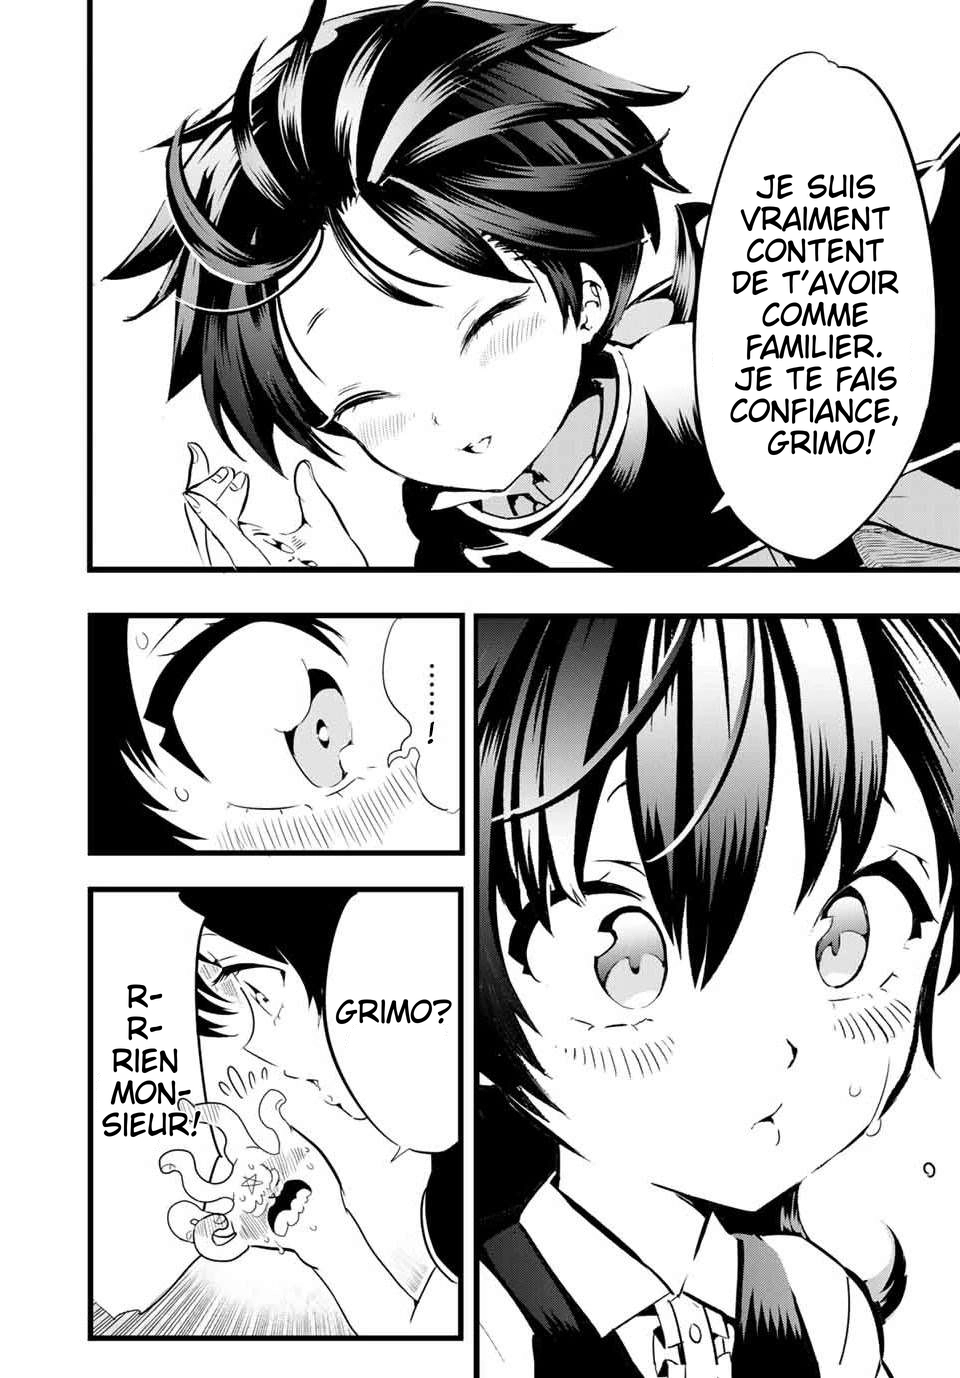 JE SUIS
VRAIMENT
CONTENT
DE T'AVOIR
COMME
FAMILIER.
JE TE FAIS
CONFIANCE,
GRIMO!
......!
GRIMO?
R-
R-
RIEN
MON-
SIEUR!